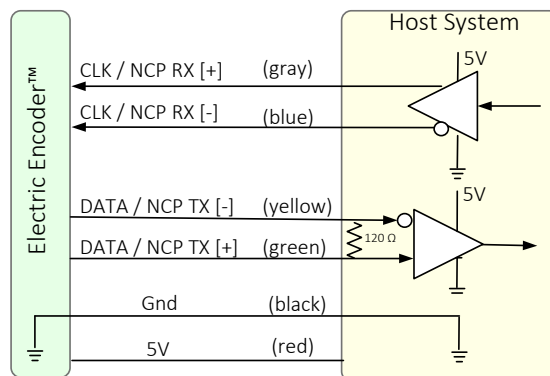 Host System
5V
CLK / NCP RX [+] (gray)
CLK / NCP RX [-] (blue)
Electric Encoder™
5V
DATA / NCP TX [-] (yellow)
120 Ω
DATA / NCP TX [+] (green)
Gnd (black)
5V (red)